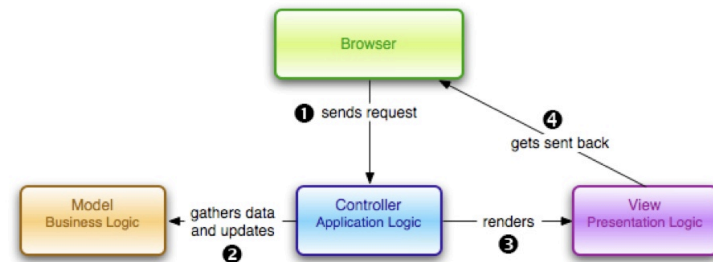 Browser
❶ sends request
❹
gets sent back
Model
Business Logic
gathers data
and updates
❷
Controller
Application Logic
renders
❸
View
Presentation Logic